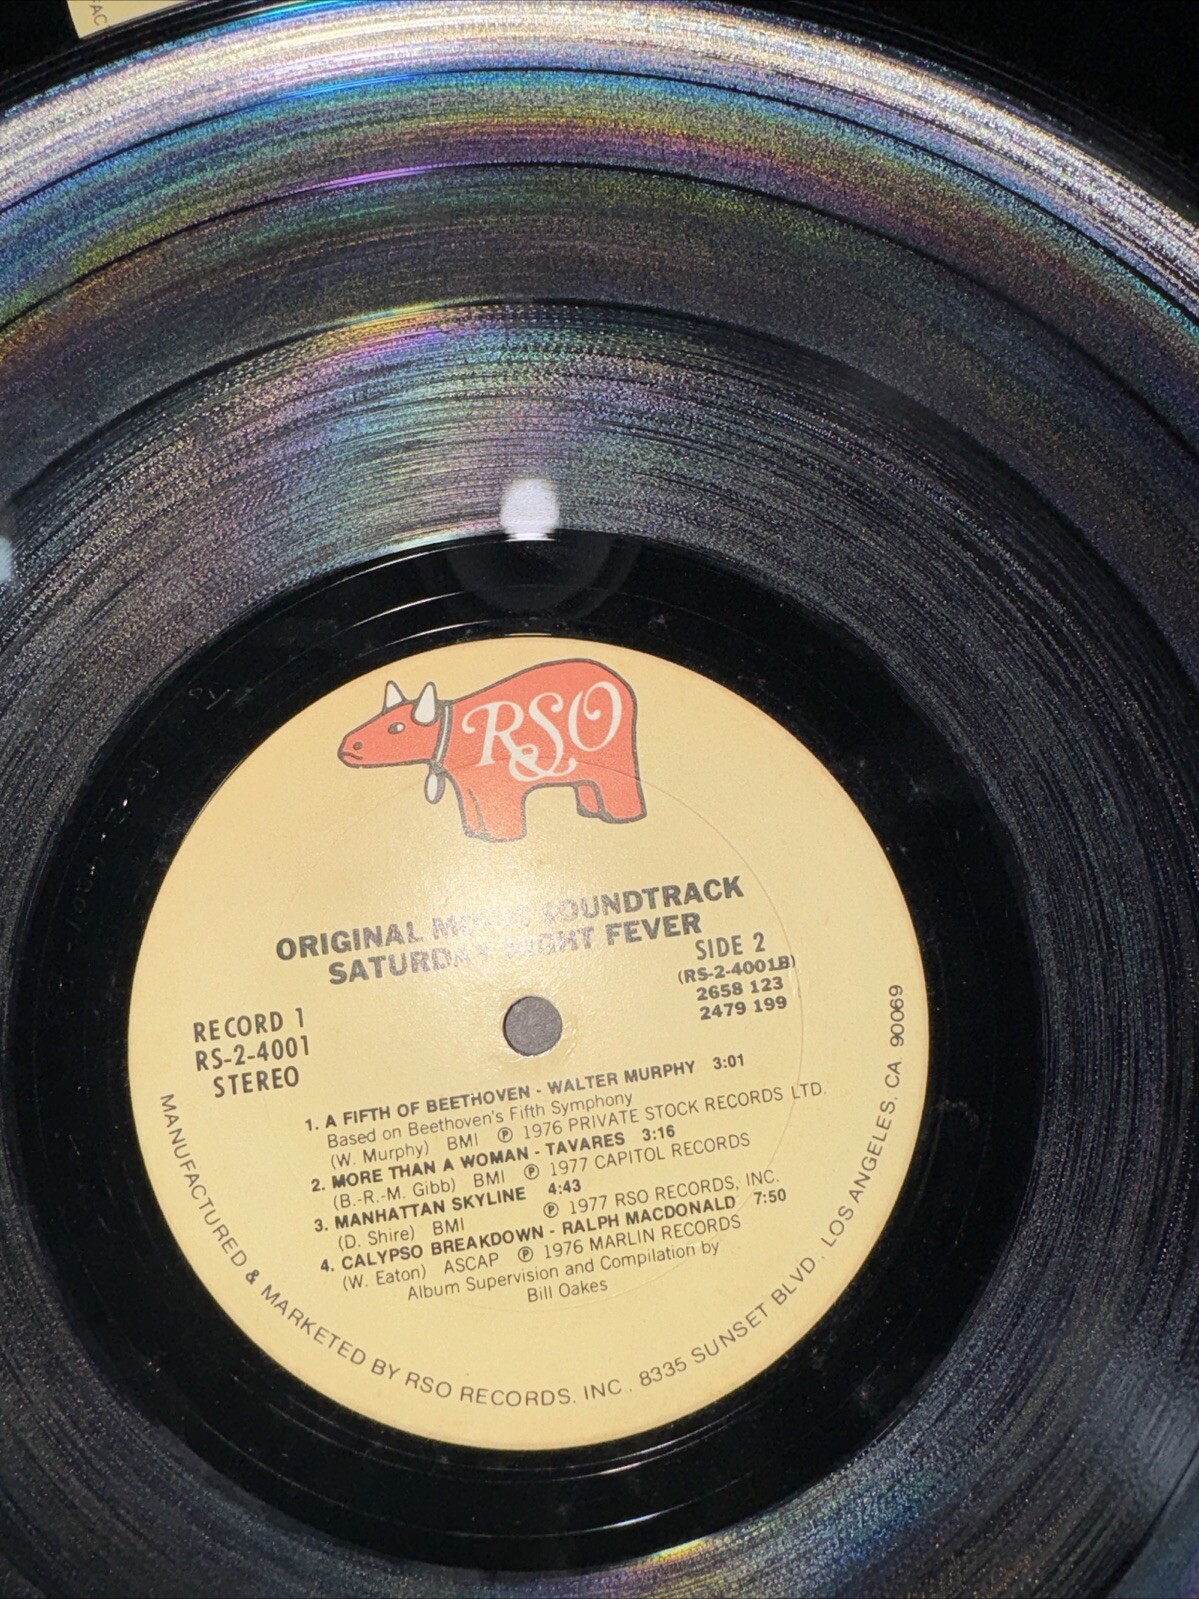 FAC
RSO
ORIGINAL MOVIE SOUNDTRACK
SATURDAY NIGHT FEVER
SIDE 2
(RS-2-4001B)
2658 123
2479 199
RECORD 1
RS-2-4001
STEREO
1. A FIFTH OF BEETHOVEN - WALTER MURPHY 3:01
Based on Beethoven's Fifth Symphony
(W. Murphy) BMI ℗ 1976 PRIVATE STOCK RECORDS LTD.
2. MORE THAN A WOMAN - TAVARES 3:16
(B.-R.-M. Gibb) BMI ℗ 1977 CAPITOL RECORDS
3. MANHATTAN SKYLINE 4:43
(D. Shire) BMI ℗ 1977 RSO RECORDS, INC.
4. CALYPSO BREAKDOWN - RALPH MACDONALD 7:50
(W. Eaton) ASCAP ℗ 1976 MARLIN RECORDS
Album Supervision and Compilation by
Bill Oakes
MANUFACTURED & MARKETED BY RSO RECORDS, INC., 8335 SUNSET BLVD., LOS ANGELES, CA. 90069